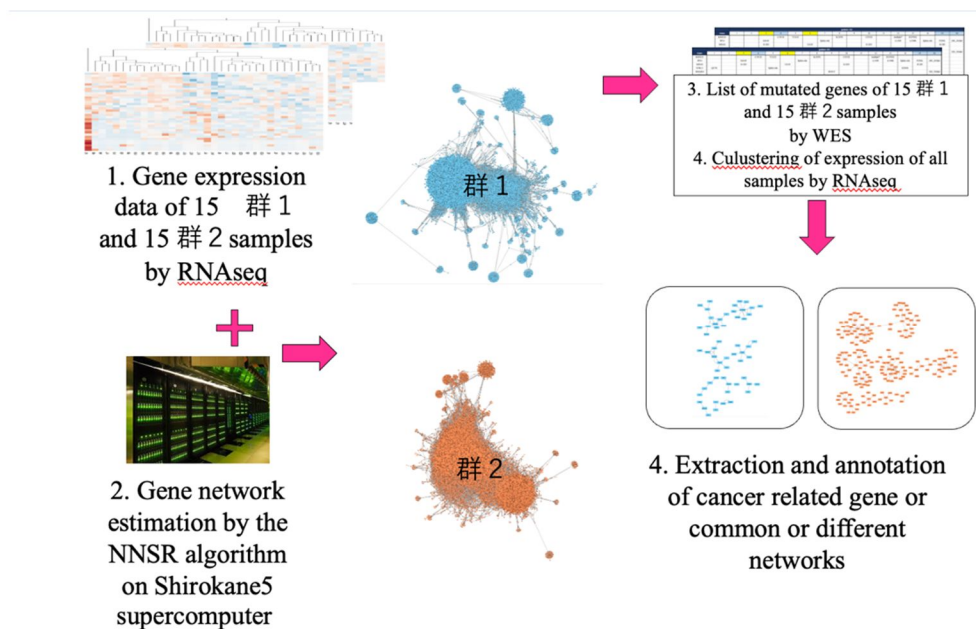 1. Gene expression
data of 15　群 1
and 15 群 2 samples
by RNAseq
2. Gene network
estimation by the
NNSR algorithm
on Shirokane5
supercomputer
群 1
群 2
3. List of mutated genes of 15 群 1
and 15 群 2 samples
by WES
4. Culustering of expression of all
samples by RNAseq
4. Extraction and annotation
of cancer related gene or
common or different
networks